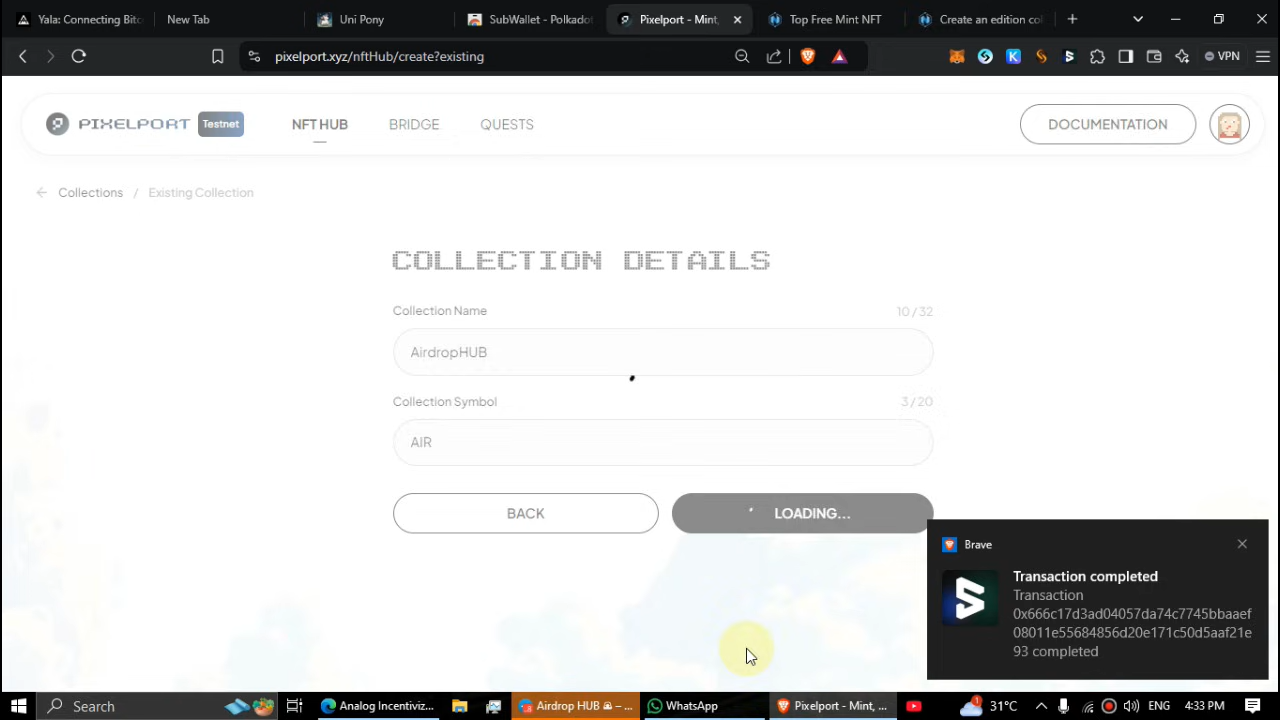 Yala: Connecting Bitc
New Tab
Uni Pony
SubWallet - Polkadot
Pixelport - Mint,
Top Free Mint NFT
Create an edition col
pixelport.xyz/nftHub/create?existing
VPN
PIXELPORT
Testnet
NFT HUB
BRIDGE
QUESTS
DOCUMENTATION
Collections / Existing Collection
COLLECTION DETAILS
Collection Name
10 / 32
AirdropHUB
Collection Symbol
3 / 20
AIR
BACK
LOADING...
Brave
Transaction completed
Transaction
0x666c17d3ad04057da74c7745bbaaef
08011e55684856d20e171c50d5aaf21e
93 completed
Search
Analog Incentiviz...
Airdrop HUB 🕋 – ...
WhatsApp
Pixelport - Mint, ...
1
31°C
ENG
4:33 PM